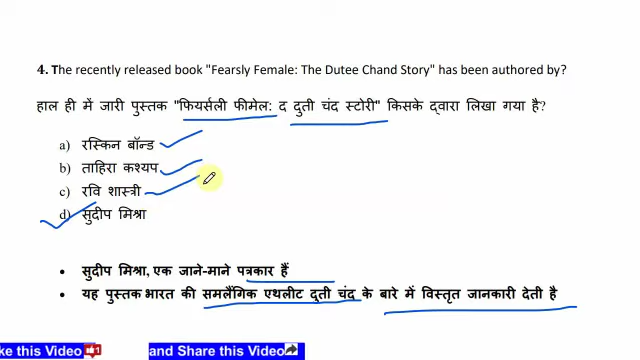 4. The recently released book "Fearsly Female: The Dutee Chand Story" has been authored by?
हाल ही में जारी पुस्तक "फियर्सली फीमेल: द दुती चंद स्टोरी" किसके द्वारा लिखा गया है?
a) रस्किन बॉन्ड
b) ताहिरा कश्यप
c) रवि शास्त्री
d) सुदीप मिश्रा
• सुदीप मिश्रा, एक जाने-माने पत्रकार हैं
• यह पुस्तक भारत की समलैंगिक एथलीट दुती चंद के बारे में विस्तृत जानकारी देती है
ke this Video and Share this Video